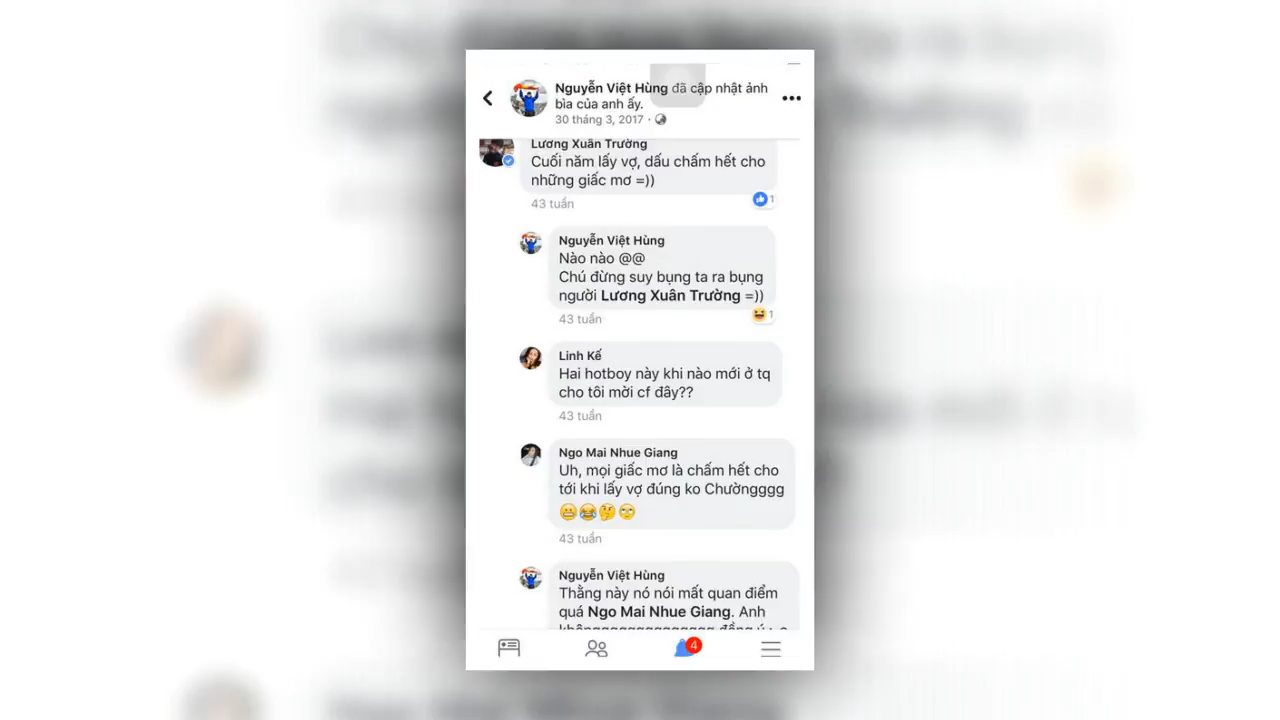 Nguyễn Việt Hùng đã cập nhật ảnh
bìa của anh ấy.
30 tháng 3, 2017 ·
Lương Xuân Trường
Cuối năm lấy vợ, dấu chấm hết cho
những giấc mơ =))
43 tuần
1
Nguyễn Việt Hùng
Nào nào @@
Chú đừng suy bụng ta ra bụng
người Lương Xuân Trường =))
43 tuần
1
Linh Kế
Hai hotboy này khi nào mới ở tq
cho tôi mời cf đây??
43 tuần
Ngo Mai Nhue Giang
Uh, mọi giấc mơ là chấm hết cho
tới khi lấy vợ đúng ko Chườngggg
😬😂🤔🙄
43 tuần
Nguyễn Việt Hùng
Thằng này nó nói mất quan điểm
quá Ngo Mai Nhue Giang. Anh
4